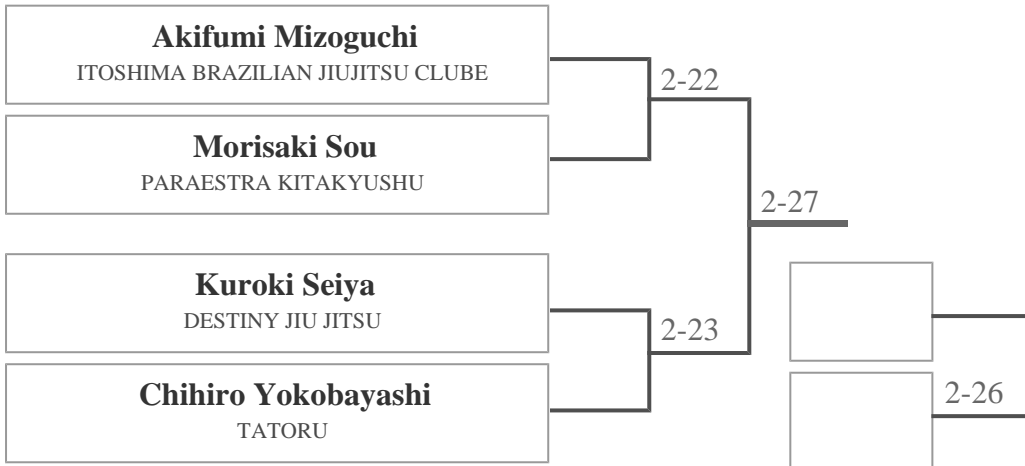 Akifumi Mizoguchi
ITOSHIMA BRAZILIAN JIUJITSU CLUBE
2-22
Morisaki Sou
PARAESTRA KITAKYUSHU
2-27
Kuroki Seiya
DESTINY JIU JITSU
2-23
Chihiro Yokobayashi
TATORU
2-26